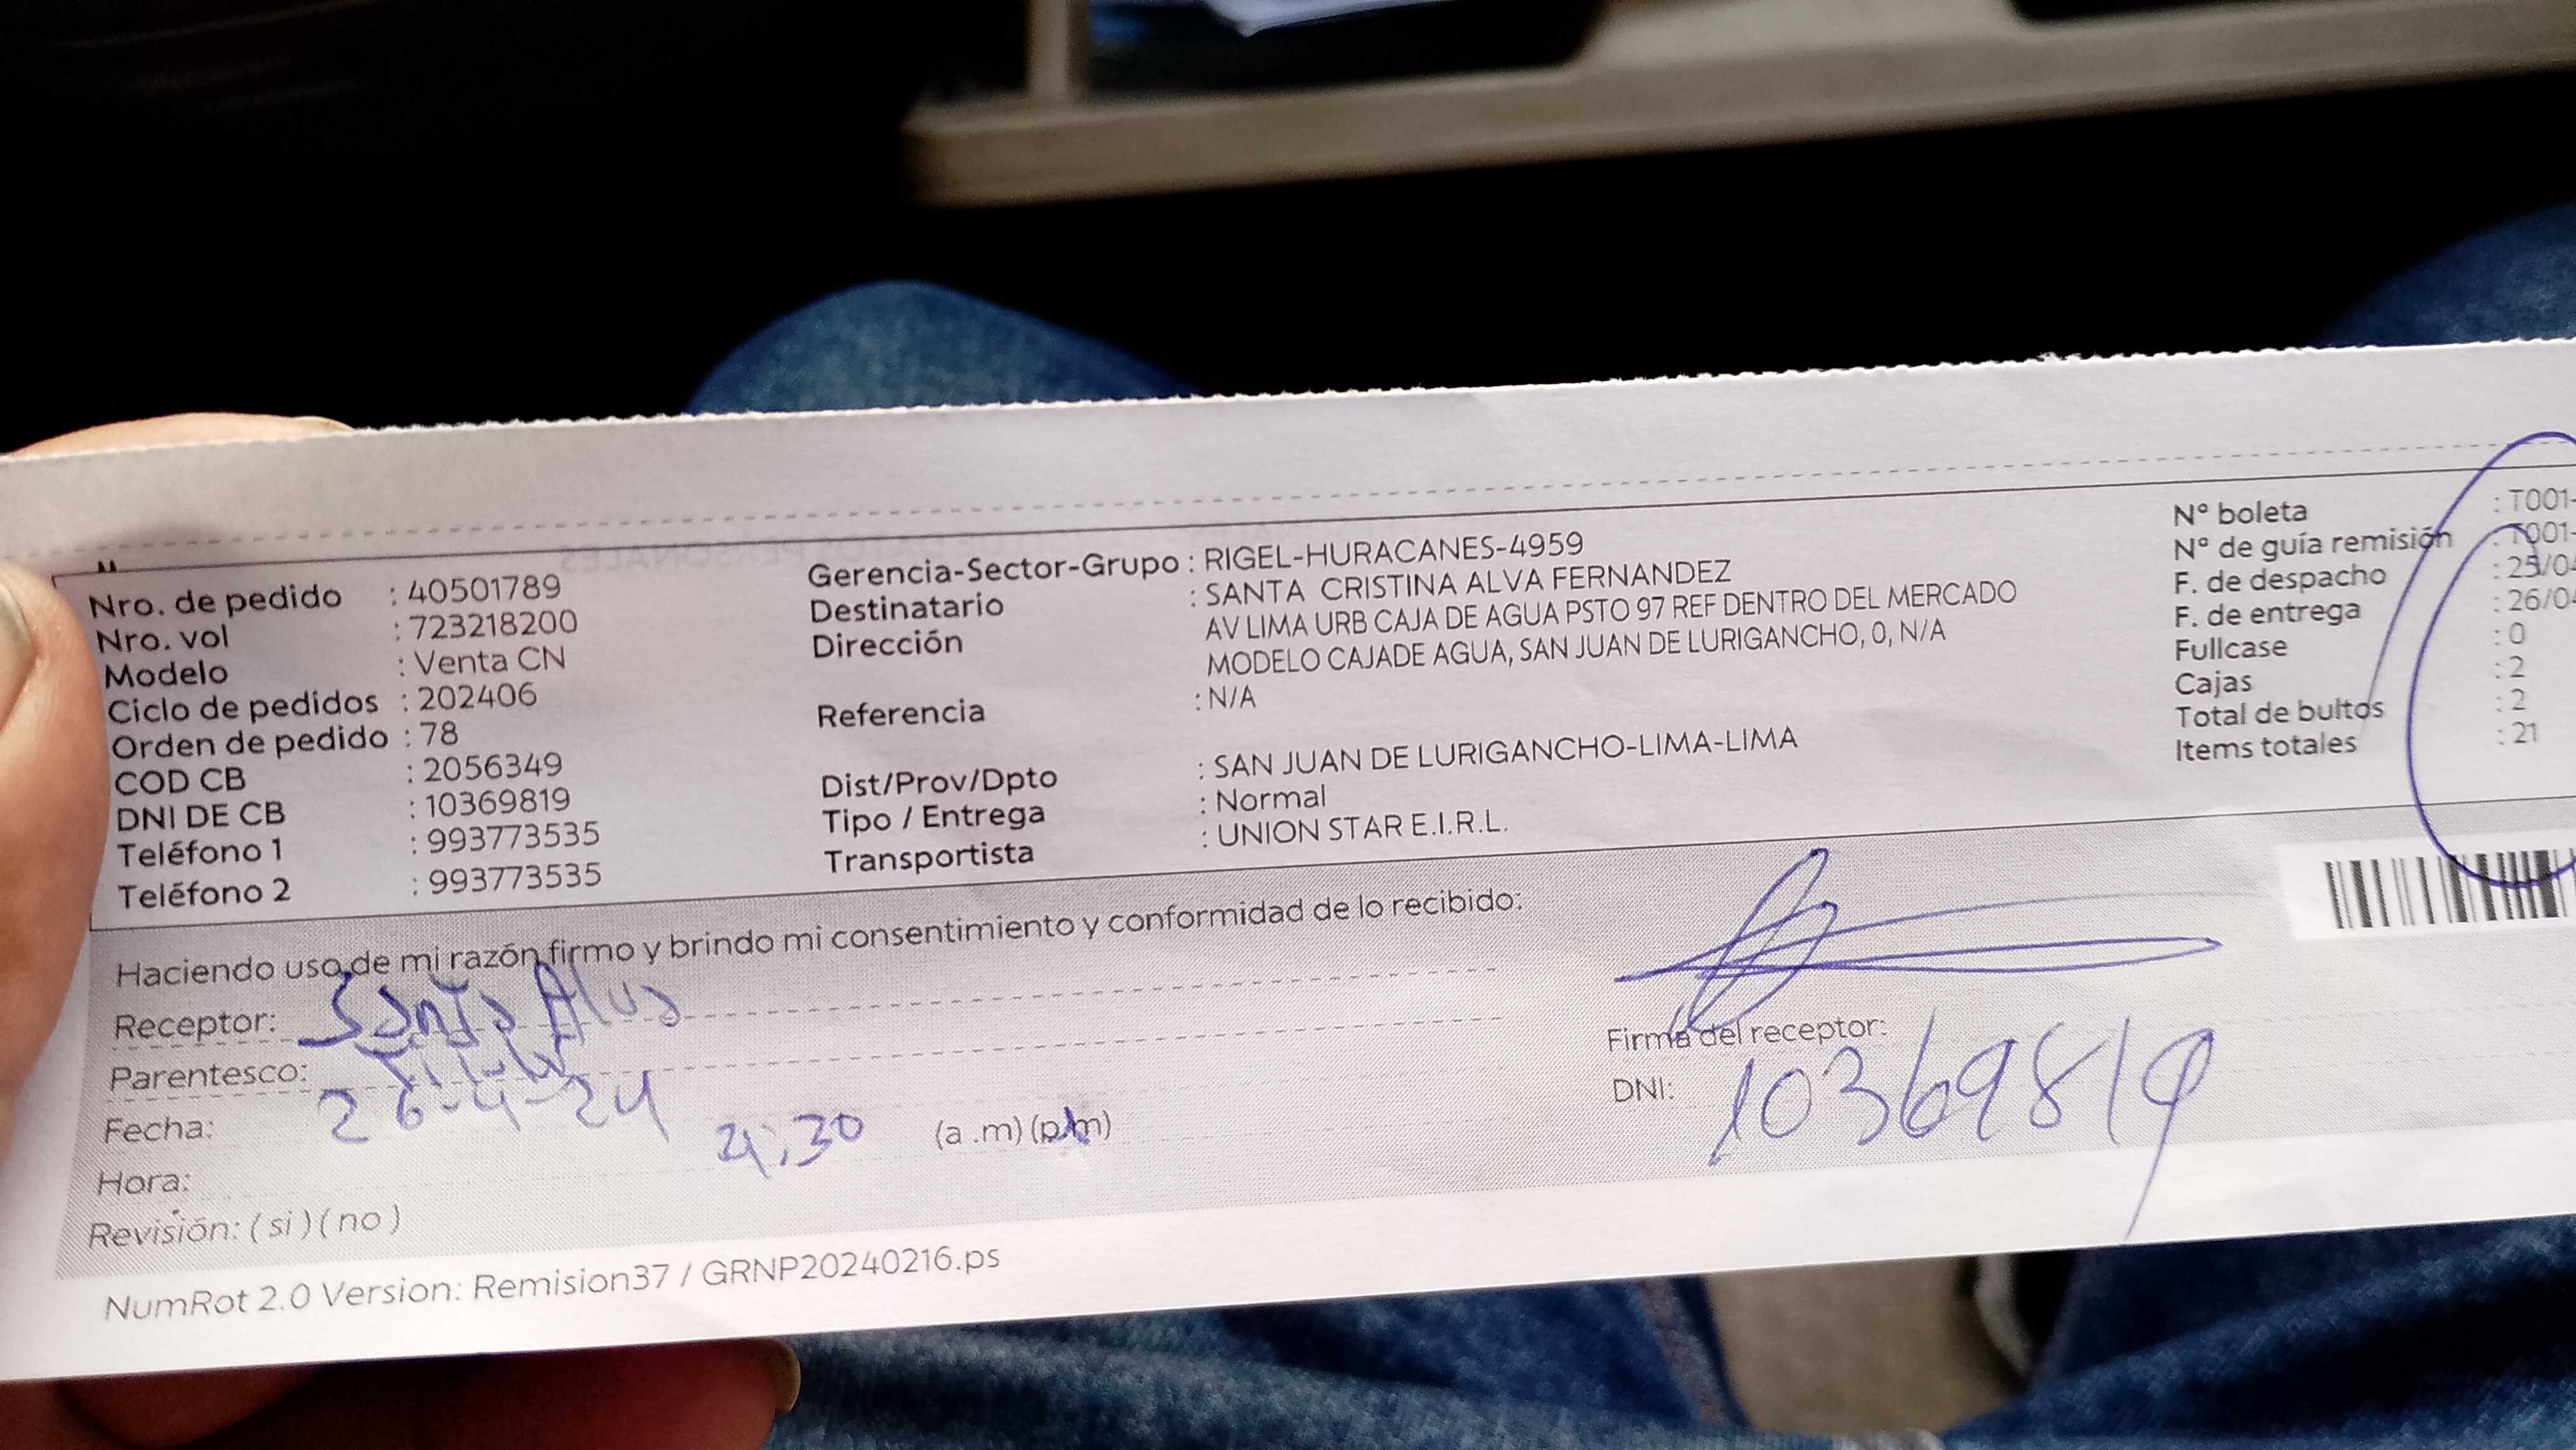 Nro. de pedido : 40501789
Nro. vol : 723218200
Modelo : Venta CN
Ciclo de pedidos : 202406
Orden de pedido : 78
COD CB : 2056349
DNI DE CB : 10369819
Teléfono 1 : 993773535
Teléfono 2 : 993773535
Gerencia-Sector-Grupo : RIGEL-HURACANES-4959
Destinatario : SANTA CRISTINA ALVA FERNANDEZ
Dirección AV LIMA URB CAJA DE AGUA PSTO 97 REF DENTRO DEL MERCADO
MODELO CAJADE AGUA, SAN JUAN DE LURIGANCHO, 0, N/A
Referencia : N/A
Dist/Prov/Dpto : SAN JUAN DE LURIGANCHO-LIMA-LIMA
Tipo / Entrega : Normal
Transportista : UNION STAR E.I.R.L.
N° boleta : T001-
N° de guía remisión : T001-
F. de despacho : 25/04
F. de entrega : 26/04
Fullcase : 0
Cajas : 2
Total de bultos : 2
Items totales : 21
Haciendo uso de mi razón firmo y brindo mi consentimiento y conformidad de lo recibido:
Receptor: Santa Alva
Parentesco:
Fecha: 26-4-24
Hora: 4:30 (a .m) (p.m)
Revisión: ( si ) ( no )
Firma del receptor:
DNI: 10369819
NumRot 2.0 Version: Remision37 / GRNP20240216.ps